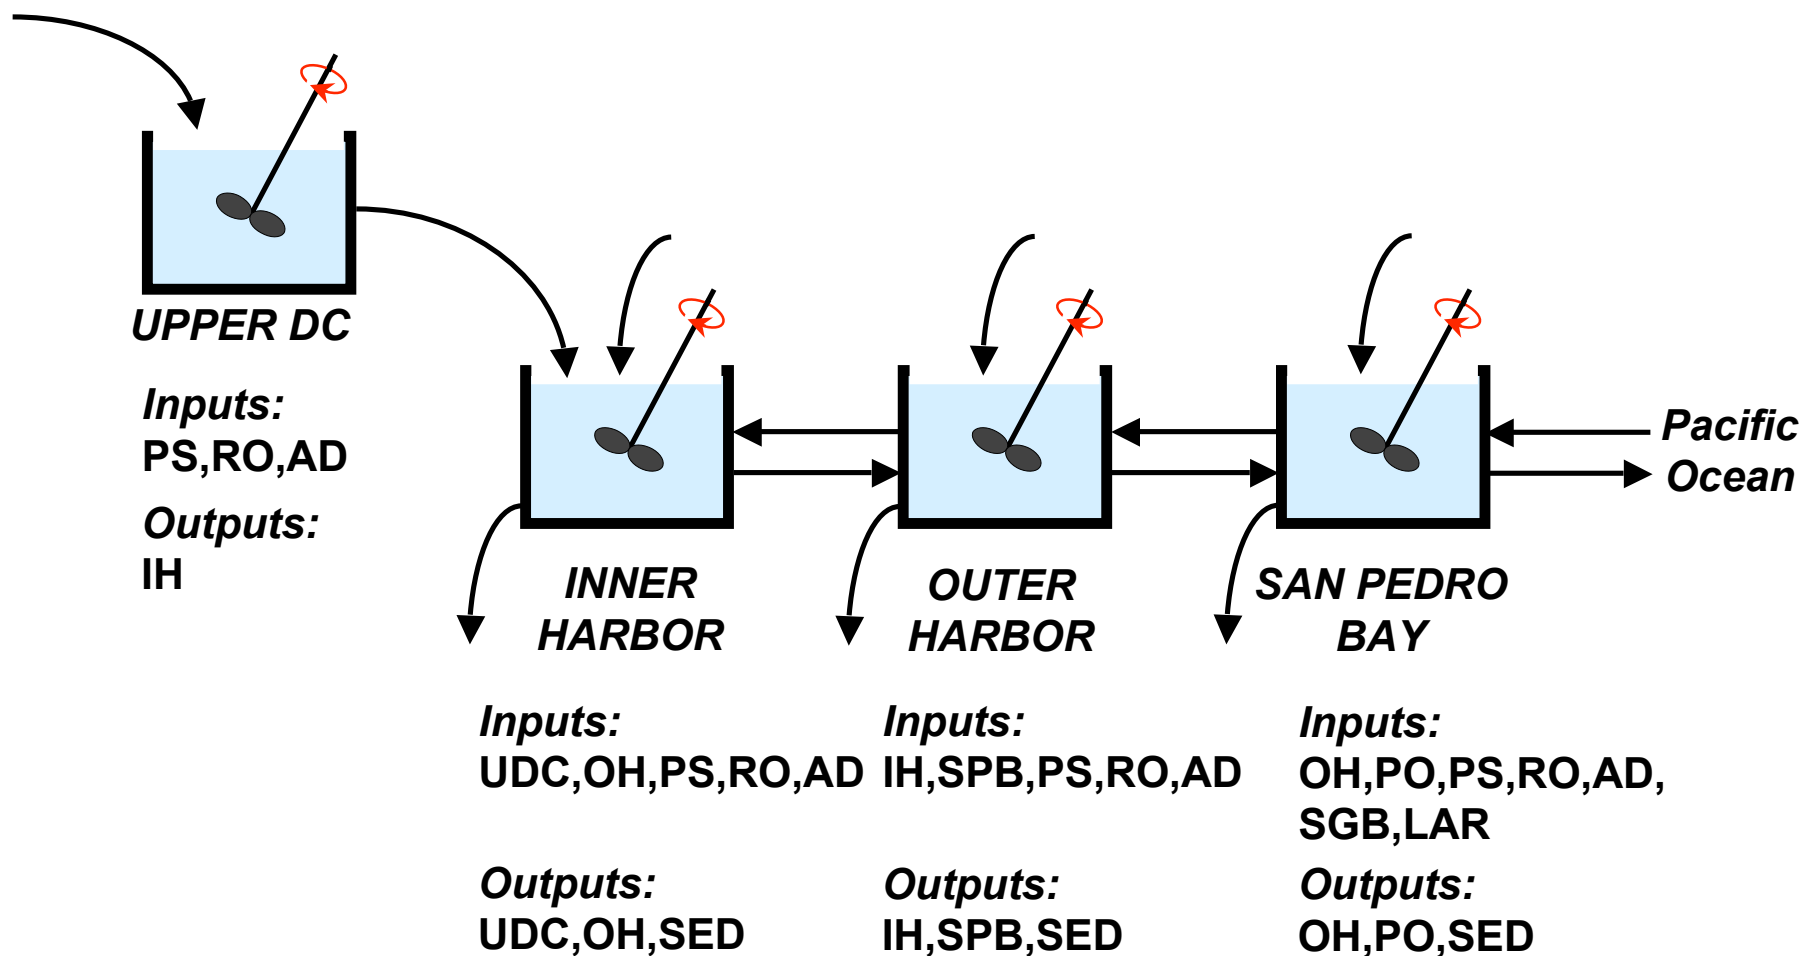 UPPER DC
Inputs:
PS,RO,AD
Outputs:
IH
Pacific
Ocean
INNER
HARBOR
Inputs:
UDC,OH,PS,RO,AD
Outputs:
UDC,OH,SED
OUTER
HARBOR
Inputs:
IH,SPB,PS,RO,AD
Outputs:
IH,SPB,SED
SAN PEDRO
BAY
Inputs:
OH,PO,PS,RO,AD,
SGB,LAR
Outputs:
OH,PO,SED